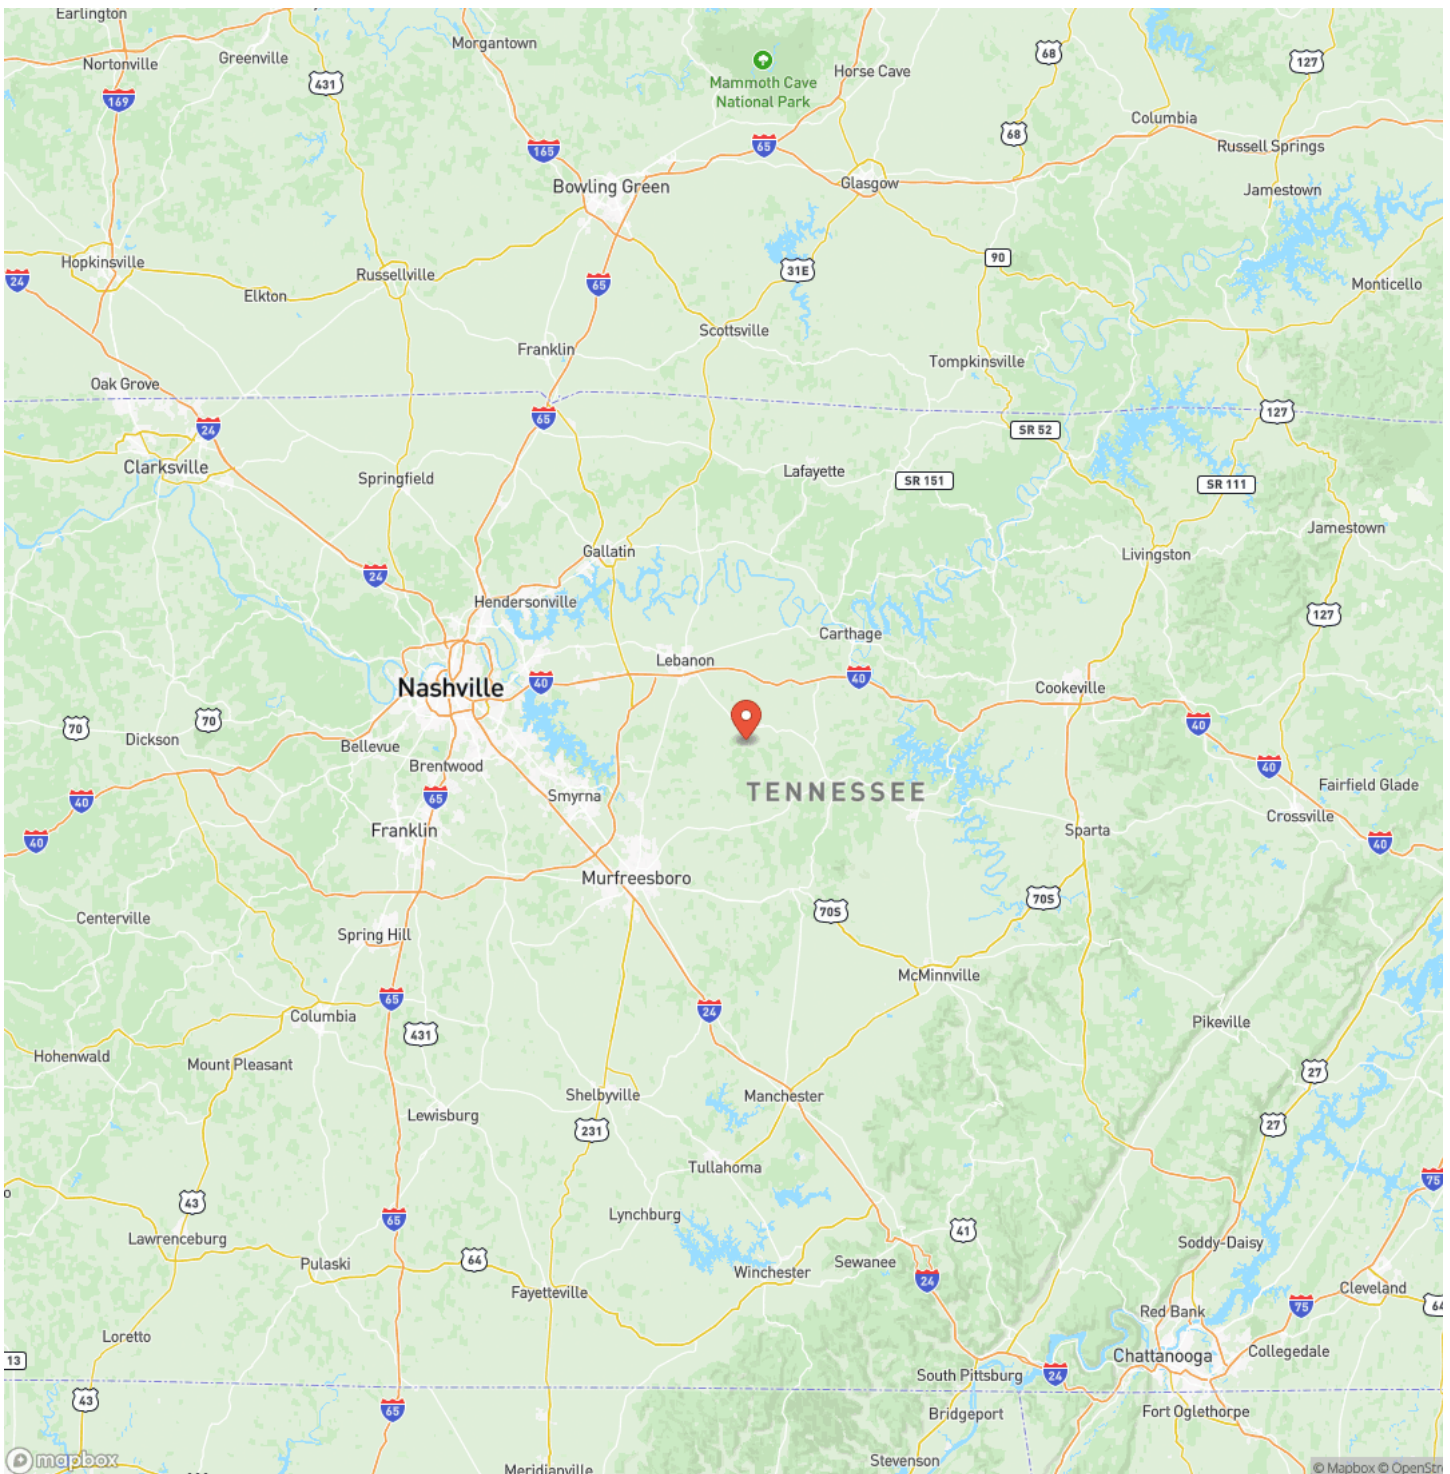 Earlington
Morgantown
Nortonville
Greenville
431
Mammoth Cave
National Park
Horse Cave
68
127
169
Columbia
68
165
65
Russell Springs
Bowling Green
Glasgow
Jamestown
Hopkinsville
24
Russellville
65
31E
90
Elkton
Monticello
Scottsville
Franklin
Tompkinsville
Oak Grove
24
65
127
SR 52
Clarksville
Springfield
Lafayette
SR 151
SR 111
Jamestown
Gallatin
Livingston
24
Hendersonville
127
Carthage
Lebanon
Nashville
40
40
Cookeville
70
70
Dickson
Bellevue
40
Brentwood
40
Fairfield Glade
40
65
Smyrna
TENNESSEE
Crossville
40
Franklin
Sparta
40
Murfreesboro
70S
70S
Centerville
Spring Hill
McMinnville
65
24
Columbia
431
Pikeville
Hohenwald
Mount Pleasant
27
Shelbyville
Manchester
Lewisburg
231
27
Tullahoma
75
o
43
65
Lynchburg
41
Lawrenceburg
Soddy-Daisy
Pulaski
64
Sewanee
Winchester
24
Fayetteville
Cleveland
75
64
Red Bank
Loretto
Collegedale
13
Chattanooga
South Pittsburg
24
43
65
Bridgeport
Fort Oglethorpe
mapbox
Stevenson
Meridianville
© Mapbox © OpenStr